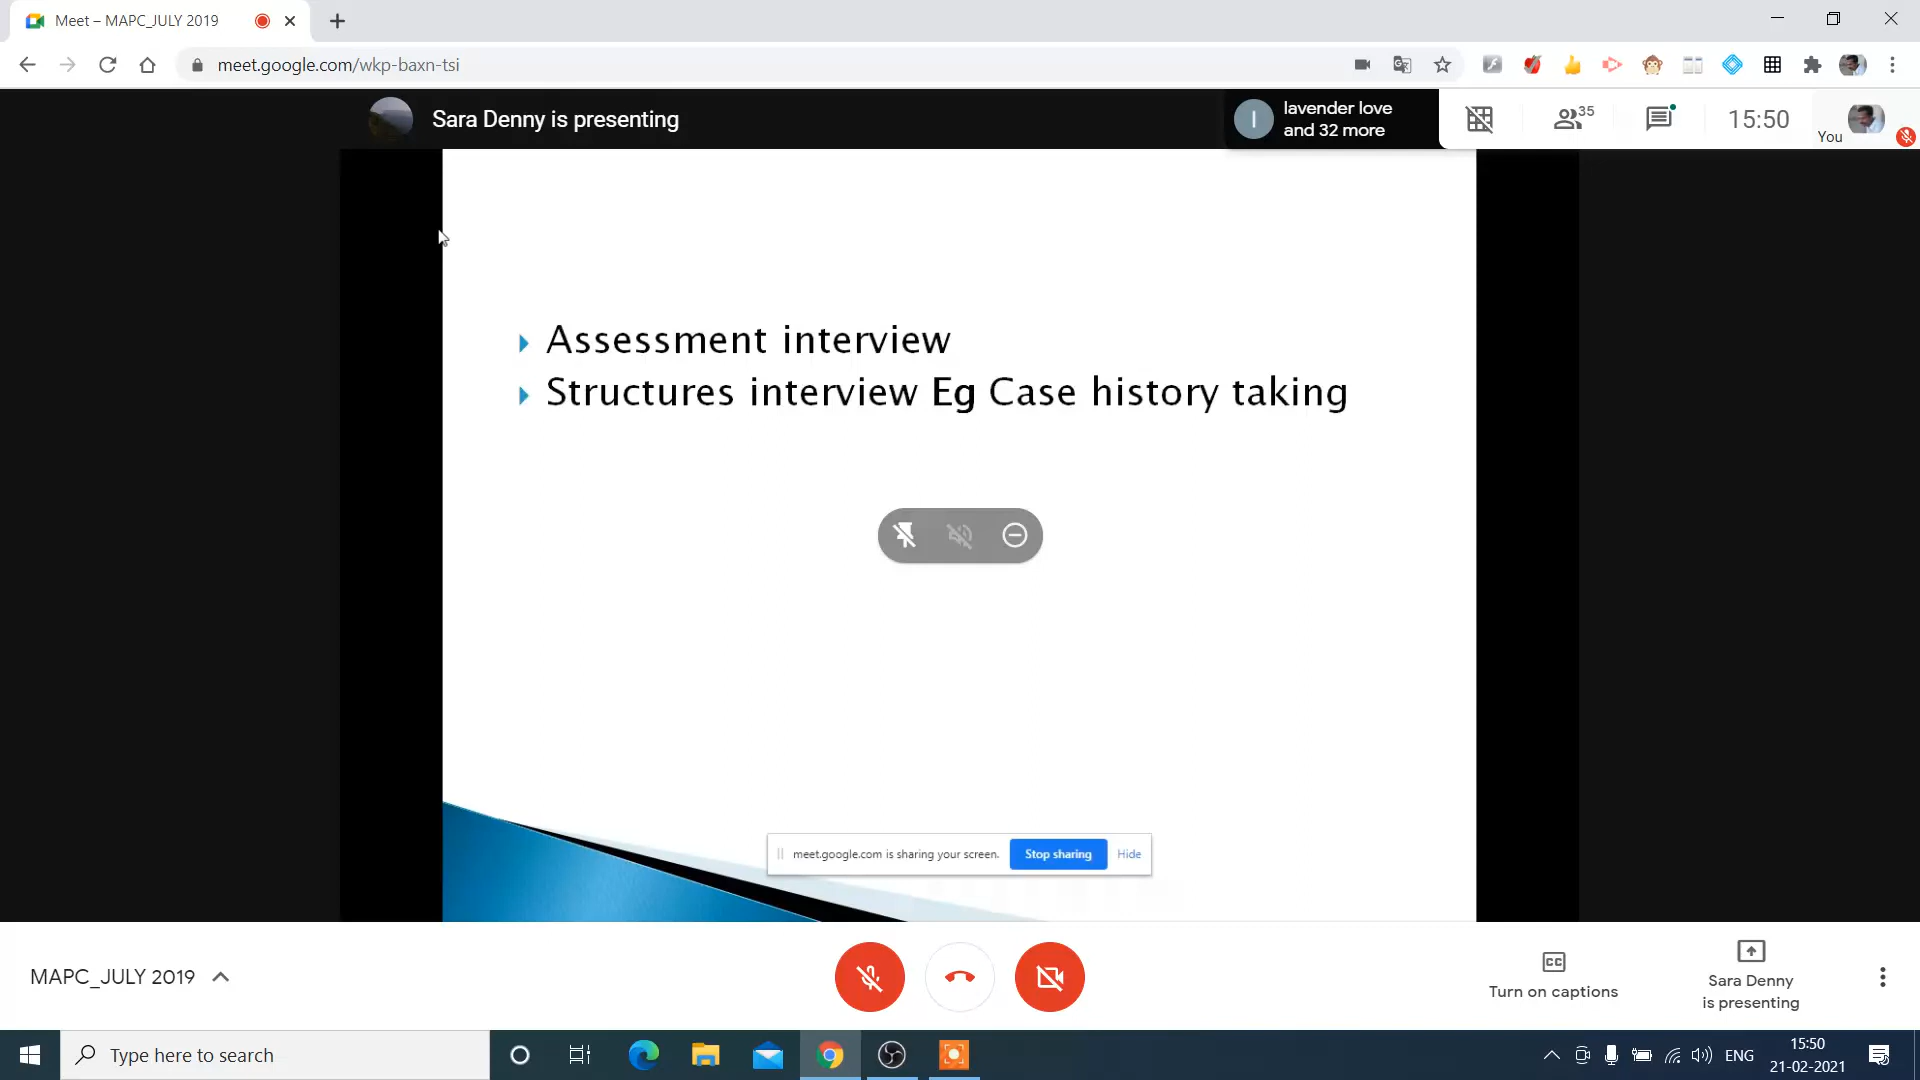 Meet – MAPC_JULY 2019
meet.google.com/wkp-baxn-tsi
Sara Denny is presenting
I
lavender love
and 32 more
35
15:50
You
Assessment interview
Structures interview Eg Case history taking
meet.google.com is sharing your screen.
Stop sharing
Hide
MAPC_JULY 2019
CC
Turn on captions
Sara Denny
is presenting
Type here to search
ENG
15:50
21-02-2021